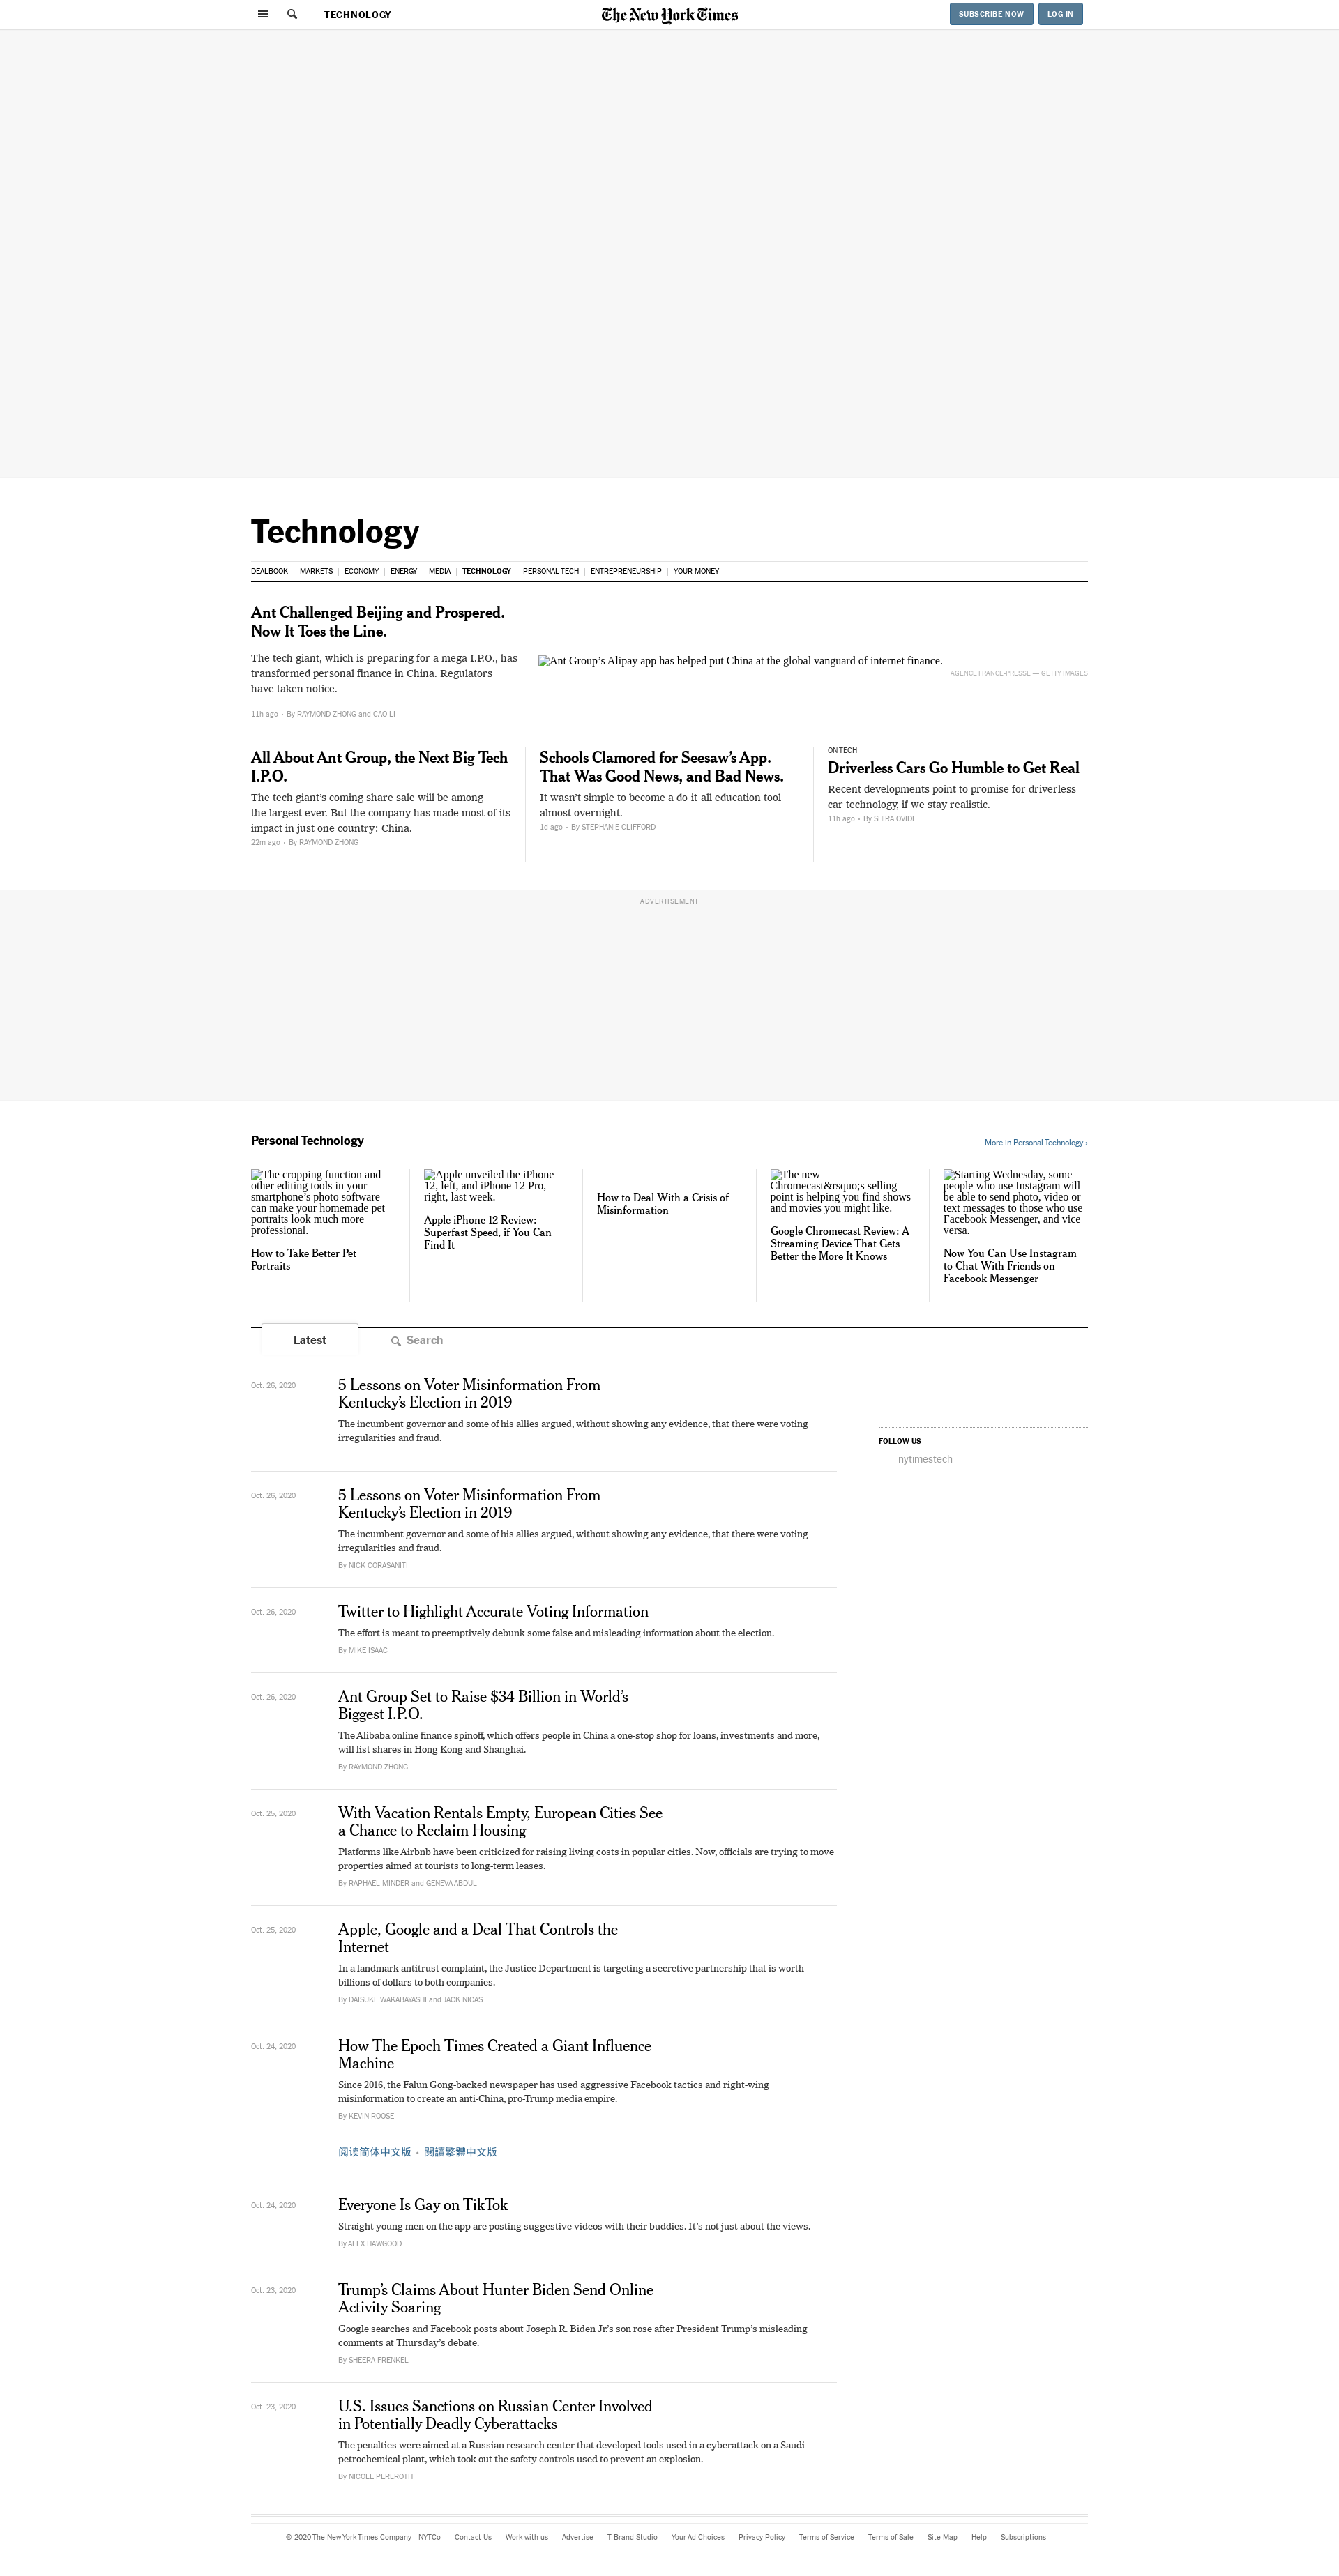 TECHNOLOGY
The New York Times
SUBSCRIBE NOW
LOG IN
Technology
DEALBOOK
MARKETS
ECONOMY
ENERGY
MEDIA
TECHNOLOGY
PERSONAL TECH
ENTREPRENEURSHIP
YOUR MONEY
Ant Challenged Beijing and Prospered.
Now It Toes the Line.
The tech giant, which is preparing for a mega I.P.O., has
transformed personal finance in China. Regulators
have taken notice.
11h ago • By RAYMOND ZHONG and CAO LI
Ant Group’s Alipay app has helped put China at the global vanguard of internet finance.
AGENCE FRANCE-PRESSE — GETTY IMAGES
All About Ant Group, the Next Big Tech
I.P.O.
The tech giant’s coming share sale will be among
the largest ever. But the company has made most of its
impact in just one country: China.
22m ago • By RAYMOND ZHONG
Schools Clamored for Seesaw’s App.
That Was Good News, and Bad News.
It wasn’t simple to become a do-it-all education tool
almost overnight.
1d ago • By STEPHANIE CLIFFORD
ON TECH
Driverless Cars Go Humble to Get Real
Recent developments point to promise for driverless
car technology, if we stay realistic.
11h ago • By SHIRA OVIDE
ADVERTISEMENT
Personal Technology
More in Personal Technology ›
The cropping function and
other editing tools in your
smartphone’s photo software
can make your homemade pet
portraits look much more
professional.
How to Take Better Pet
Portraits
Apple unveiled the iPhone
12, left, and iPhone 12 Pro,
right, last week.
Apple iPhone 12 Review:
Superfast Speed, if You Can
Find It
How to Deal With a Crisis of
Misinformation
The new
Chromecast&rsquo;s selling
point is helping you find shows
and movies you might like.
Google Chromecast Review: A
Streaming Device That Gets
Better the More It Knows
Starting Wednesday, some
people who use Instagram will
be able to send photo, video or
text messages to those who use
Facebook Messenger, and vice
versa.
Now You Can Use Instagram
to Chat With Friends on
Facebook Messenger
Latest
Search
Oct. 26, 2020
5 Lessons on Voter Misinformation From
Kentucky’s Election in 2019
The incumbent governor and some of his allies argued, without showing any evidence, that there were voting
irregularities and fraud.
FOLLOW US
nytimestech
Oct. 26, 2020
5 Lessons on Voter Misinformation From
Kentucky’s Election in 2019
The incumbent governor and some of his allies argued, without showing any evidence, that there were voting
irregularities and fraud.
By NICK CORASANITI
Oct. 26, 2020
Twitter to Highlight Accurate Voting Information
The effort is meant to preemptively debunk some false and misleading information about the election.
By MIKE ISAAC
Oct. 26, 2020
Ant Group Set to Raise $34 Billion in World’s
Biggest I.P.O.
The Alibaba online finance spinoff, which offers people in China a one-stop shop for loans, investments and more,
will list shares in Hong Kong and Shanghai.
By RAYMOND ZHONG
Oct. 25, 2020
With Vacation Rentals Empty, European Cities See
a Chance to Reclaim Housing
Platforms like Airbnb have been criticized for raising living costs in popular cities. Now, officials are trying to move
properties aimed at tourists to long-term leases.
By RAPHAEL MINDER and GENEVA ABDUL
Oct. 25, 2020
Apple, Google and a Deal That Controls the
Internet
In a landmark antitrust complaint, the Justice Department is targeting a secretive partnership that is worth
billions of dollars to both companies.
By DAISUKE WAKABAYASHI and JACK NICAS
Oct. 24, 2020
How The Epoch Times Created a Giant Influence
Machine
Since 2016, the Falun Gong-backed newspaper has used aggressive Facebook tactics and right-wing
misinformation to create an anti-China, pro-Trump media empire.
By KEVIN ROOSE
阅读简体中文版 • 閱讀繁體中文版
Oct. 24, 2020
Everyone Is Gay on TikTok
Straight young men on the app are posting suggestive videos with their buddies. It’s not just about the views.
By ALEX HAWGOOD
Oct. 23, 2020
Trump’s Claims About Hunter Biden Send Online
Activity Soaring
Google searches and Facebook posts about Joseph R. Biden Jr.’s son rose after President Trump’s misleading
comments at Thursday’s debate.
By SHEERA FRENKEL
Oct. 23, 2020
U.S. Issues Sanctions on Russian Center Involved
in Potentially Deadly Cyberattacks
The penalties were aimed at a Russian research center that developed tools used in a cyberattack on a Saudi
petrochemical plant, which took out the safety controls used to prevent an explosion.
By NICOLE PERLROTH
© 2020 The New York Times Company NYTCo Contact Us Work with us Advertise T Brand Studio Your Ad Choices Privacy Policy Terms of Service Terms of Sale Site Map Help Subscriptions